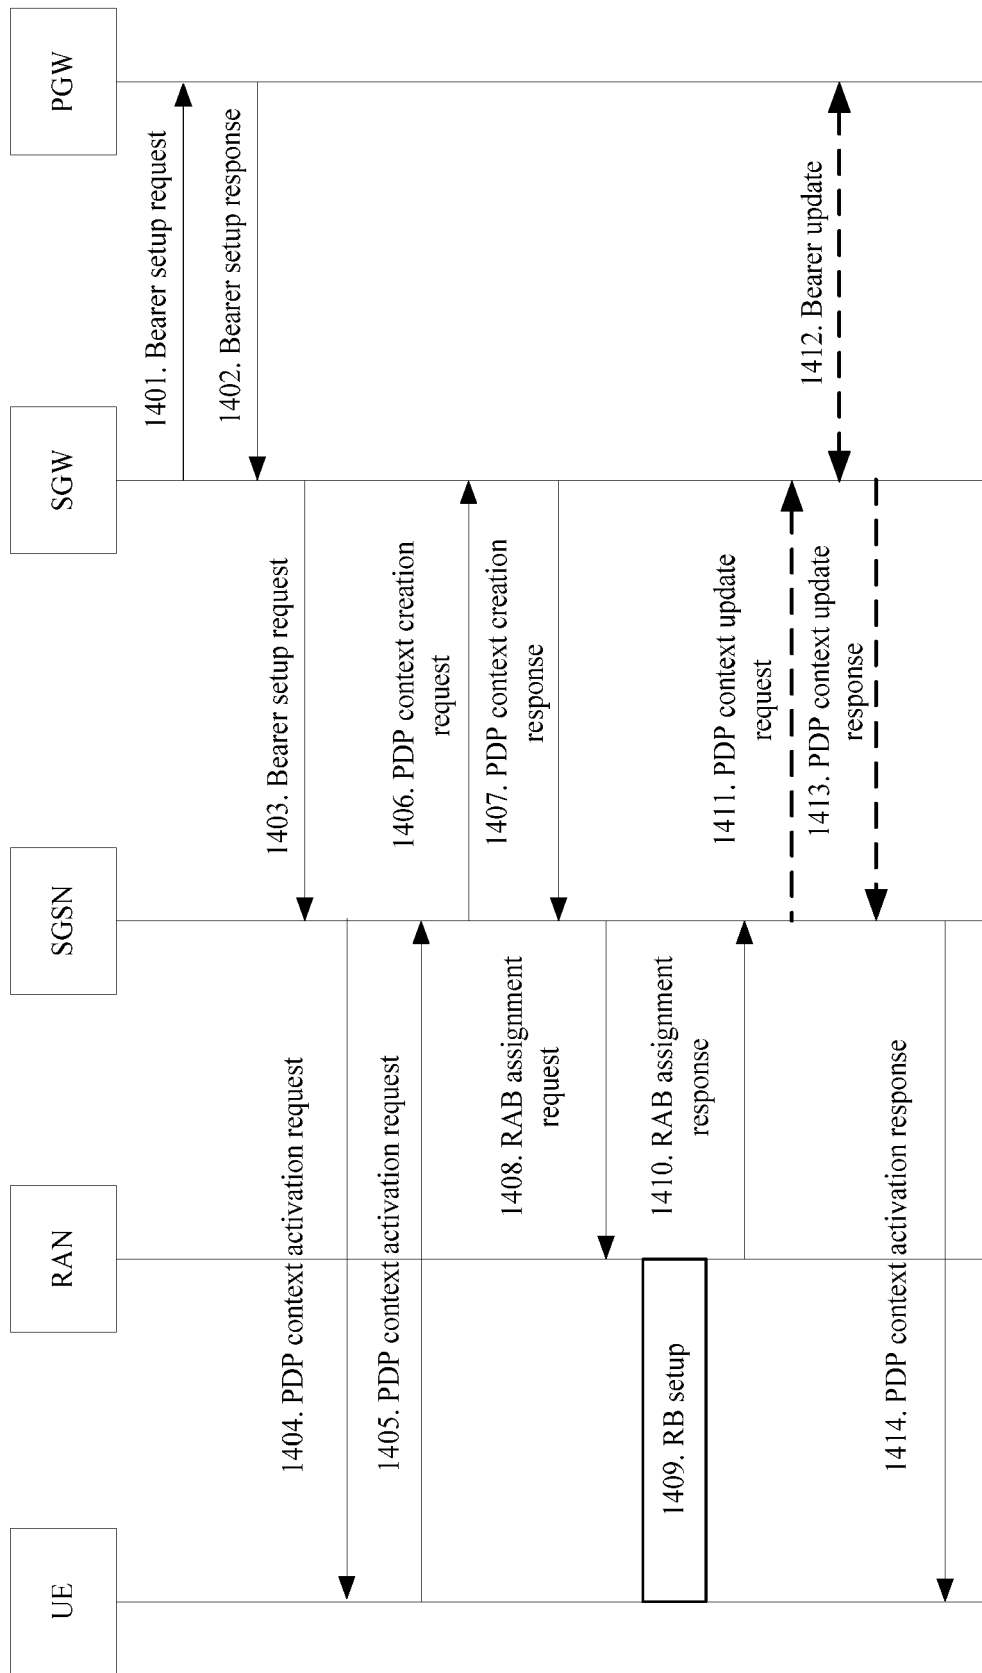 UE
RAN
SGSN
SGW
PGW
1401. Bearer setup request
1402. Bearer setup response
1403. Bearer setup request
1404. PDP context activation request
1405. PDP context activation request
1406. PDP context creation
request
1407. PDP context creation
response
1408. RAB assignment
request
1409. RB setup
1410. RAB assignment
response
1411. PDP context update
request
1412. Bearer update
1413. PDP context update
response
1414. PDP context activation response